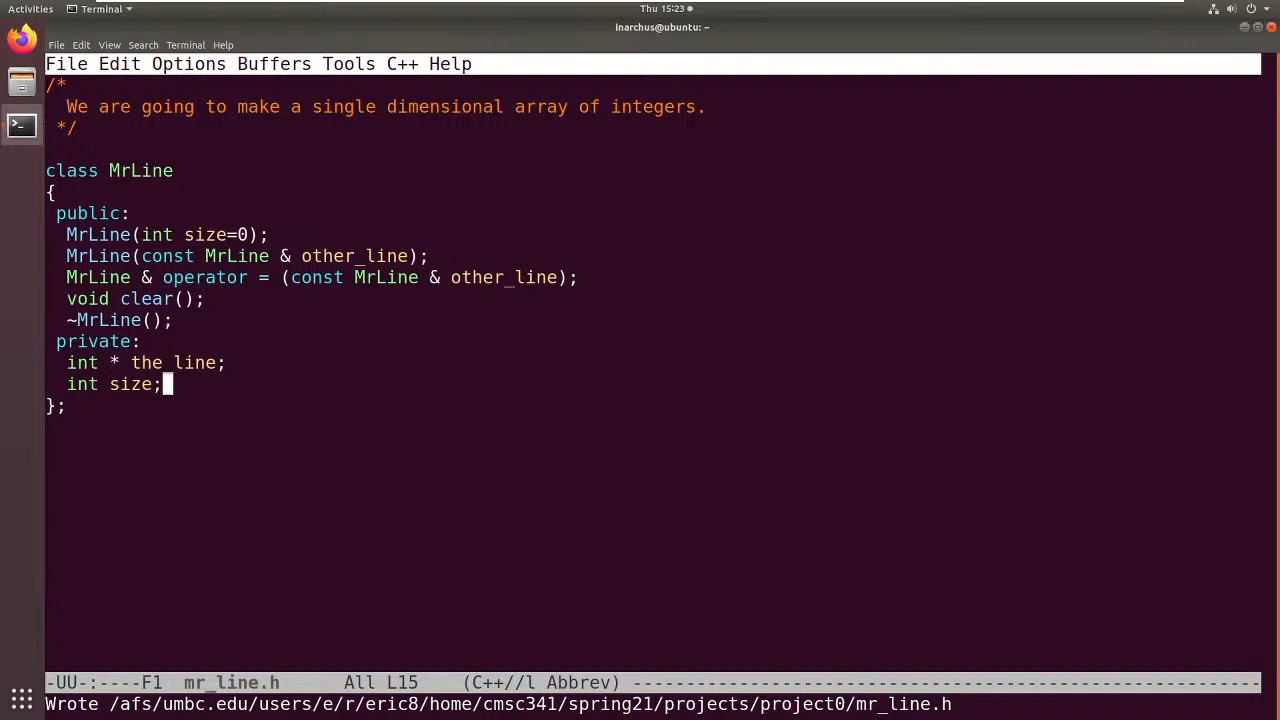 Activities Terminal Thu 15:23
inarchus@ubuntu: ~
File Edit View Search Terminal Help
File Edit Options Buffers Tools C++ Help
/*
We are going to make a single dimensional array of integers.
*/
class MrLine
{
public:
MrLine(int size=0);
MrLine(const MrLine & other_line);
MrLine & operator = (const MrLine & other_line);
void clear();
~MrLine();
private:
int * the_line;
int size;
};
-UU-:----F1 mr_line.h All L15 (C++//l Abbrev) -----------------------------------------------------------
Wrote /afs/umbc.edu/users/e/r/eric8/home/cmsc341/spring21/projects/project0/mr_line.h